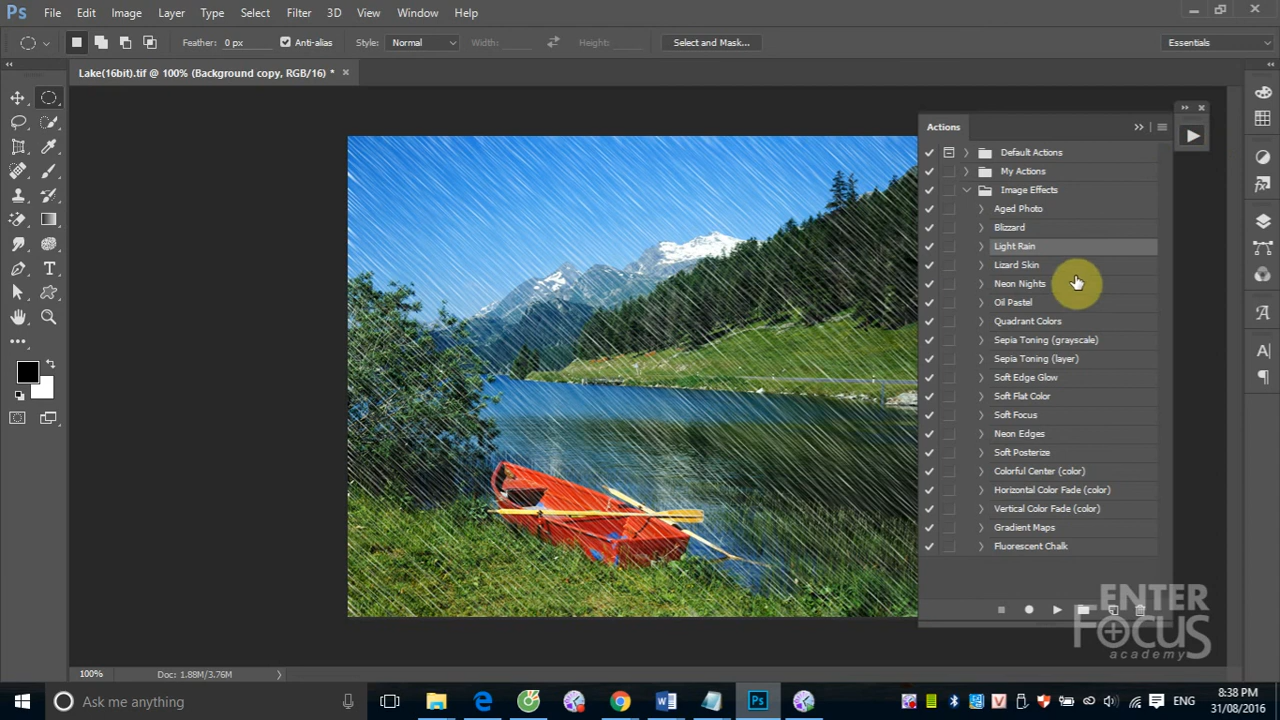 Ps File Edit Image Layer Type Select Filter 3D View Window Help
Feather: 0 px Anti-alias Style: Normal Width: Height: Select and Mask... Essentials
Lake(16bit).tif @ 100% (Background copy, RGB/16) *
Actions
Default Actions
My Actions
Image Effects
Aged Photo
Blizzard
Light Rain
Lizard Skin
Neon Nights
Oil Pastel
Quadrant Colors
Sepia Toning (grayscale)
Sepia Toning (layer)
Soft Edge Glow
Soft Flat Color
Soft Focus
Neon Edges
Soft Posterize
Colorful Center (color)
Horizontal Color Fade (color)
Vertical Color Fade (color)
Gradient Maps
Fluorescent Chalk
ENTER
FOCUS
academy
100% Doc: 1.88M/3.76M
Ask me anything
ENG
8:38 PM
31/08/2016